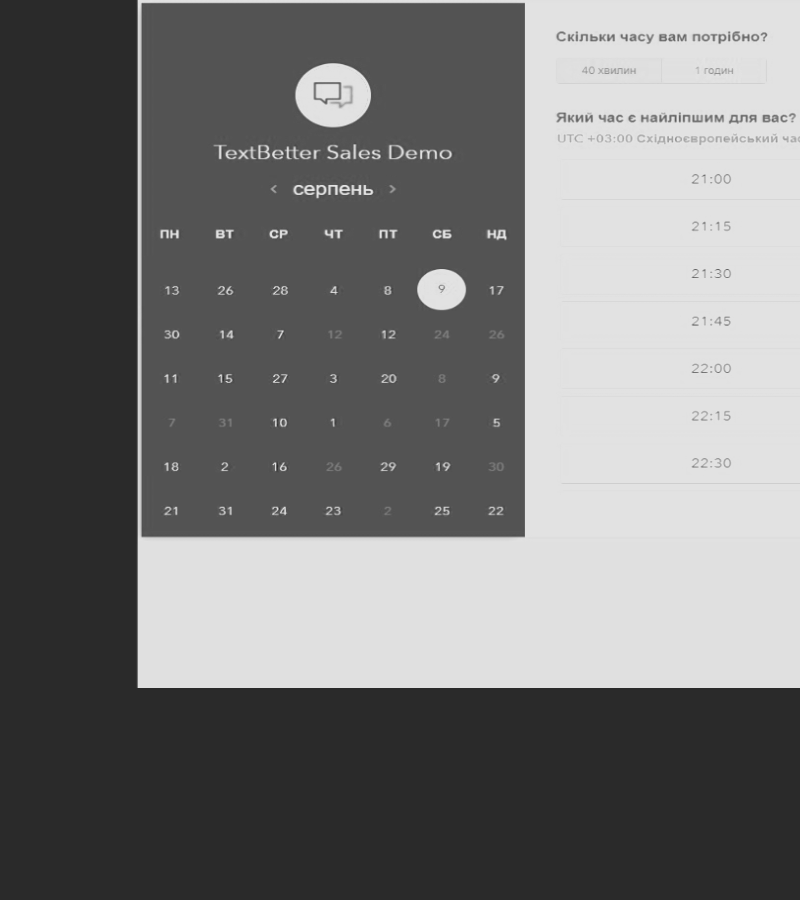 TextBetter Sales Demo
‹ серпень ›
ПН ВТ СР ЧТ ПТ СБ НД
13 26 28 4 8 9 17
30 14 7 12 12 24 26
11 15 27 3 20 8 9
7 31 10 1 6 17 5
18 2 16 26 29 19 30
21 31 24 23 2 25 22
Скільки часу вам потрібно?
40 хвилин 1 годин
Який час є найліпшим для вас?
UTC +03:00 Східноєвропейський
21:00
21:15
21:30
21:45
22:00
22:15
22:30